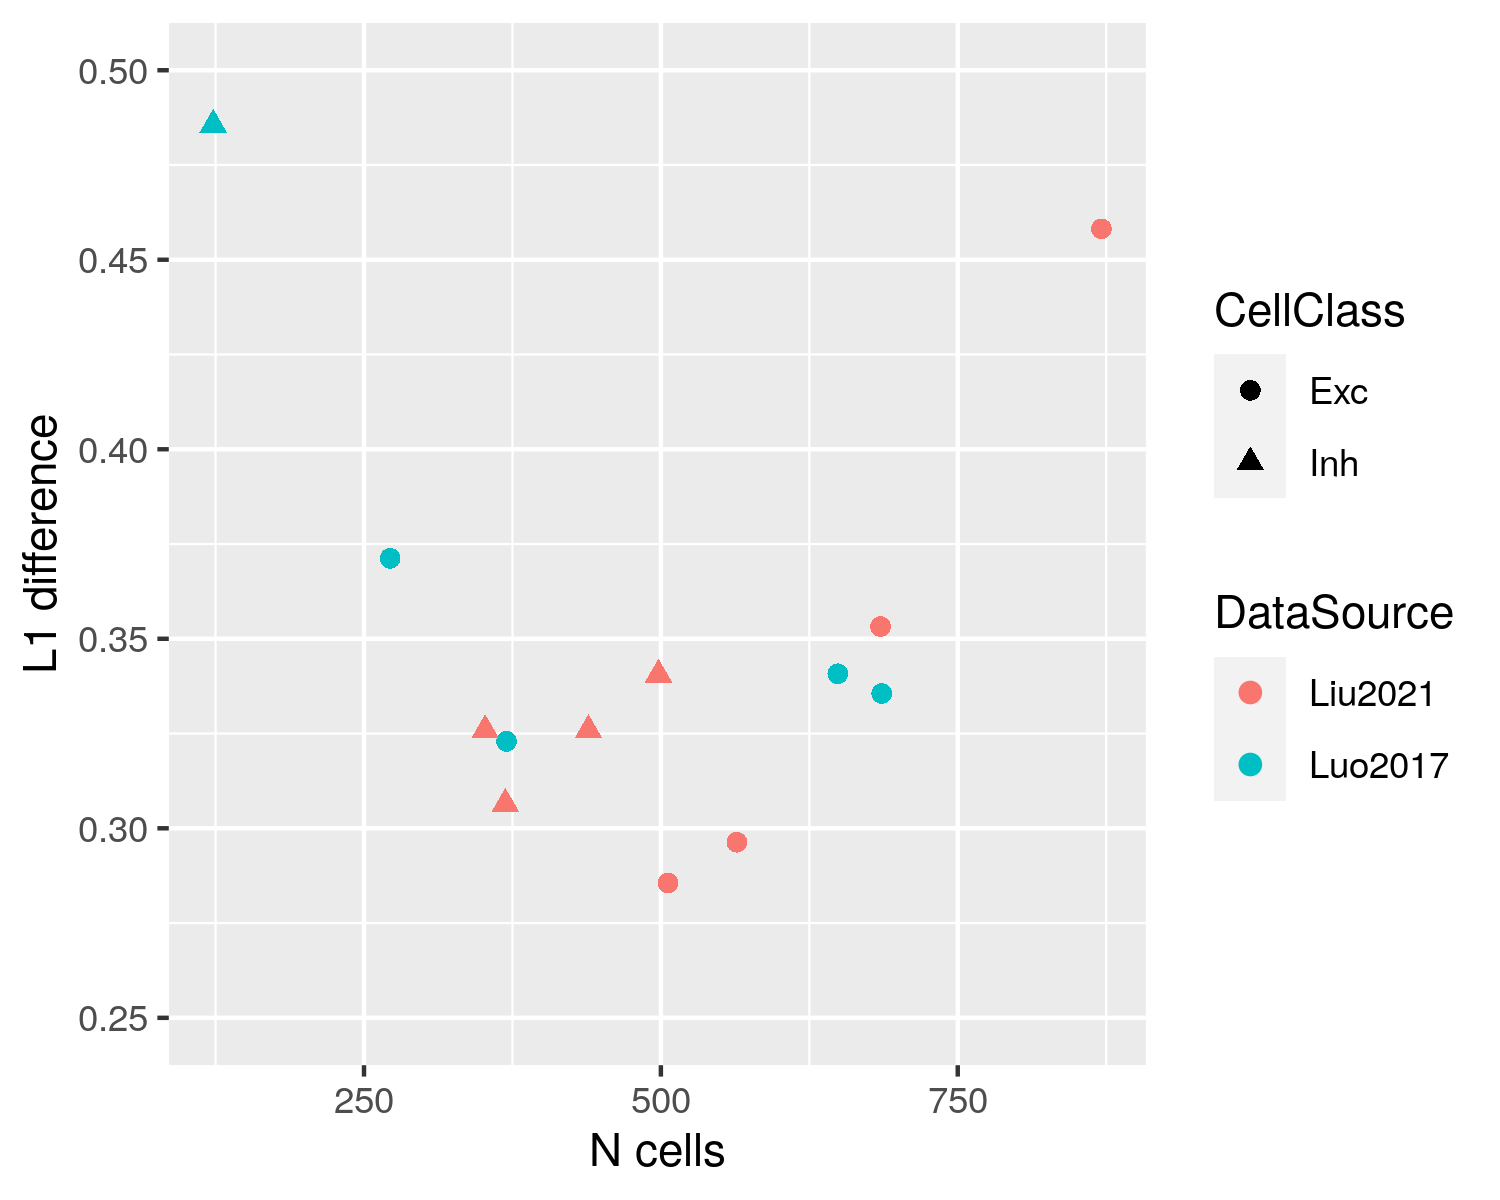 0.50
0.45
0.40
0.35
0.30
0.25
L1 difference
250 500 750
N cells
CellClass
Exc
Inh
DataSource
Liu2021
Luo2017